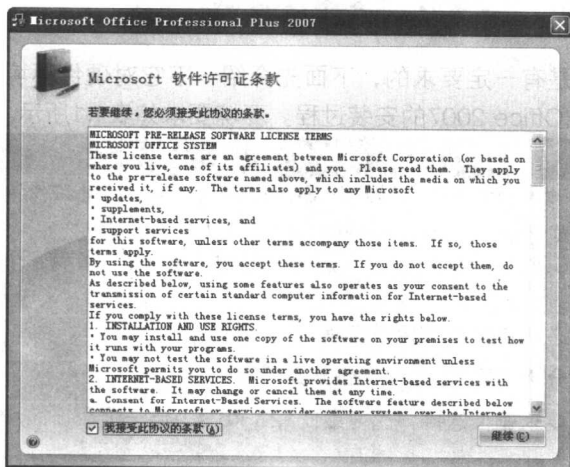 Microsoft Office Professional Plus 2007
Microsoft 软件许可证条款
若要继续，您必须接受此协议的条款。
MICROSOFT PRE-RELEASE SOFTWARE LICENSE TERMS
MICROSOFT OFFICE SYSTEM
These license terms are an agreement between Microsoft Corporation (or based on
where you live, one of its affiliates) and you.  Please read them.  They apply
to the pre-release software named above, which includes the media on which you
received it, if any.  The terms also apply to any Microsoft
* updates,
* supplements,
* Internet-based services, and
* support services
for this software, unless other terms accompany those items.  If so, those
terms apply.
By using the software, you accept these terms.  If you do not accept them, do
not use the software.
As described below, using some features also operates as your consent to the
transmission of certain standard computer information for Internet-based
services.
If you comply with these license terms, you have the rights below.
1. INSTALLATION AND USE RIGHTS.
* You may install and use one copy of the software on your premises to test how
it runs with your programs.
* You may not test the software in a live operating environment unless
Microsoft permits you to do so under another agreement.
2. INTERNET-BASED SERVICES.  Microsoft provides Internet-based services with
the software.  It may change or cancel them at any time.
a. Consent for Internet-Based Services.  The software feature described below
connects to Microsoft or service provider computer systems over the Internet.
我接受此协议的条款(A)
继续(C)